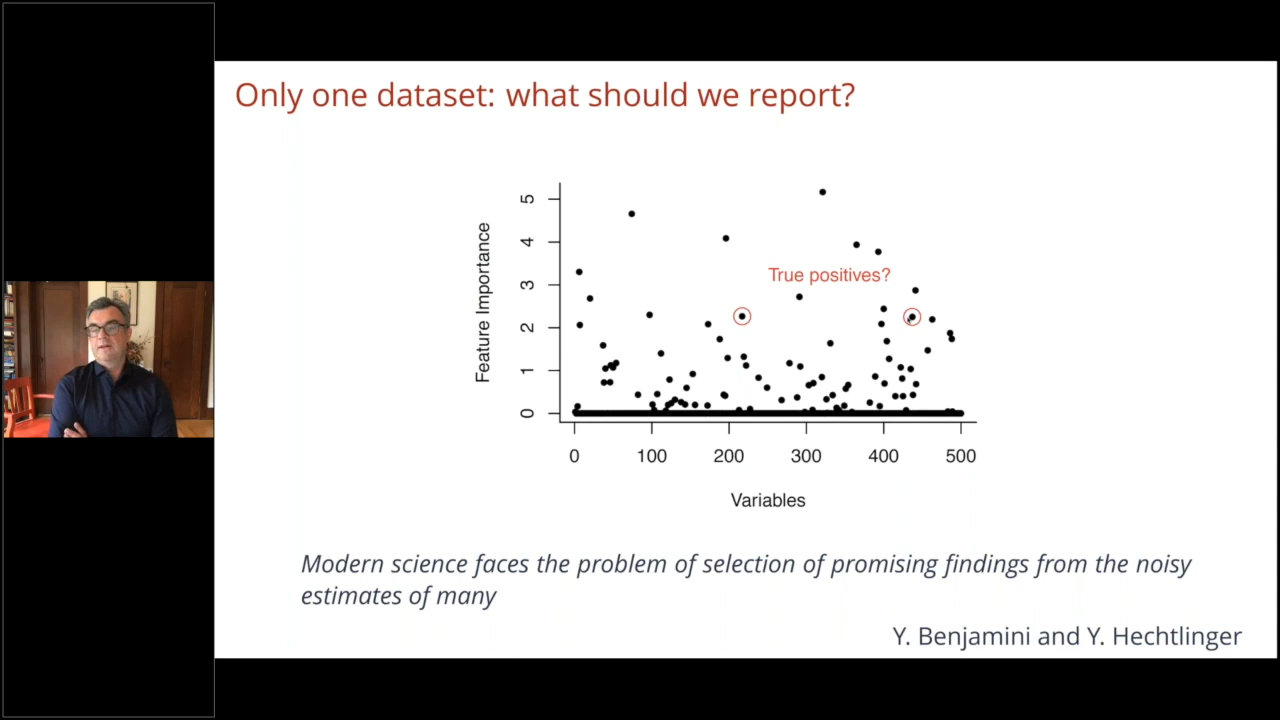 Only one dataset: what should we report?
Feature Importance
5
4
3
2
1
0
True positives?
0 100 200 300 400 500
Variables
Modern science faces the problem of selection of promising findings from the noisy
estimates of many
Y. Benjamini and Y. Hechtlinger